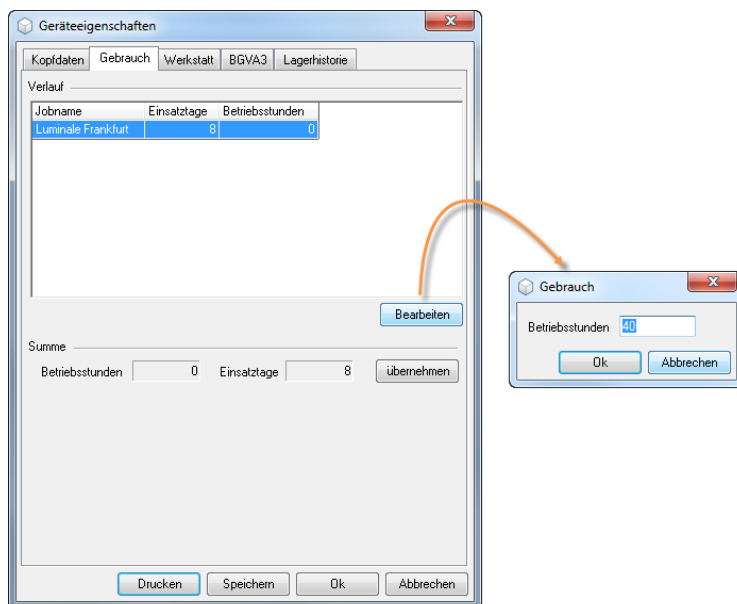 Geräteeigenschaften
Kopfdaten Gebrauch Werkstatt BGVA3 Lagerhistorie
Verlauf
Jobname Einsatztage Betriebsstunden
Luminale Frankfurt 8 0
Bearbeiten
Summe
Betriebsstunden 0 Einsatztage 8 übernehmen
Drucken Speichern Ok Abbrechen
Gebrauch
Betriebsstunden 40
Ok Abbrechen